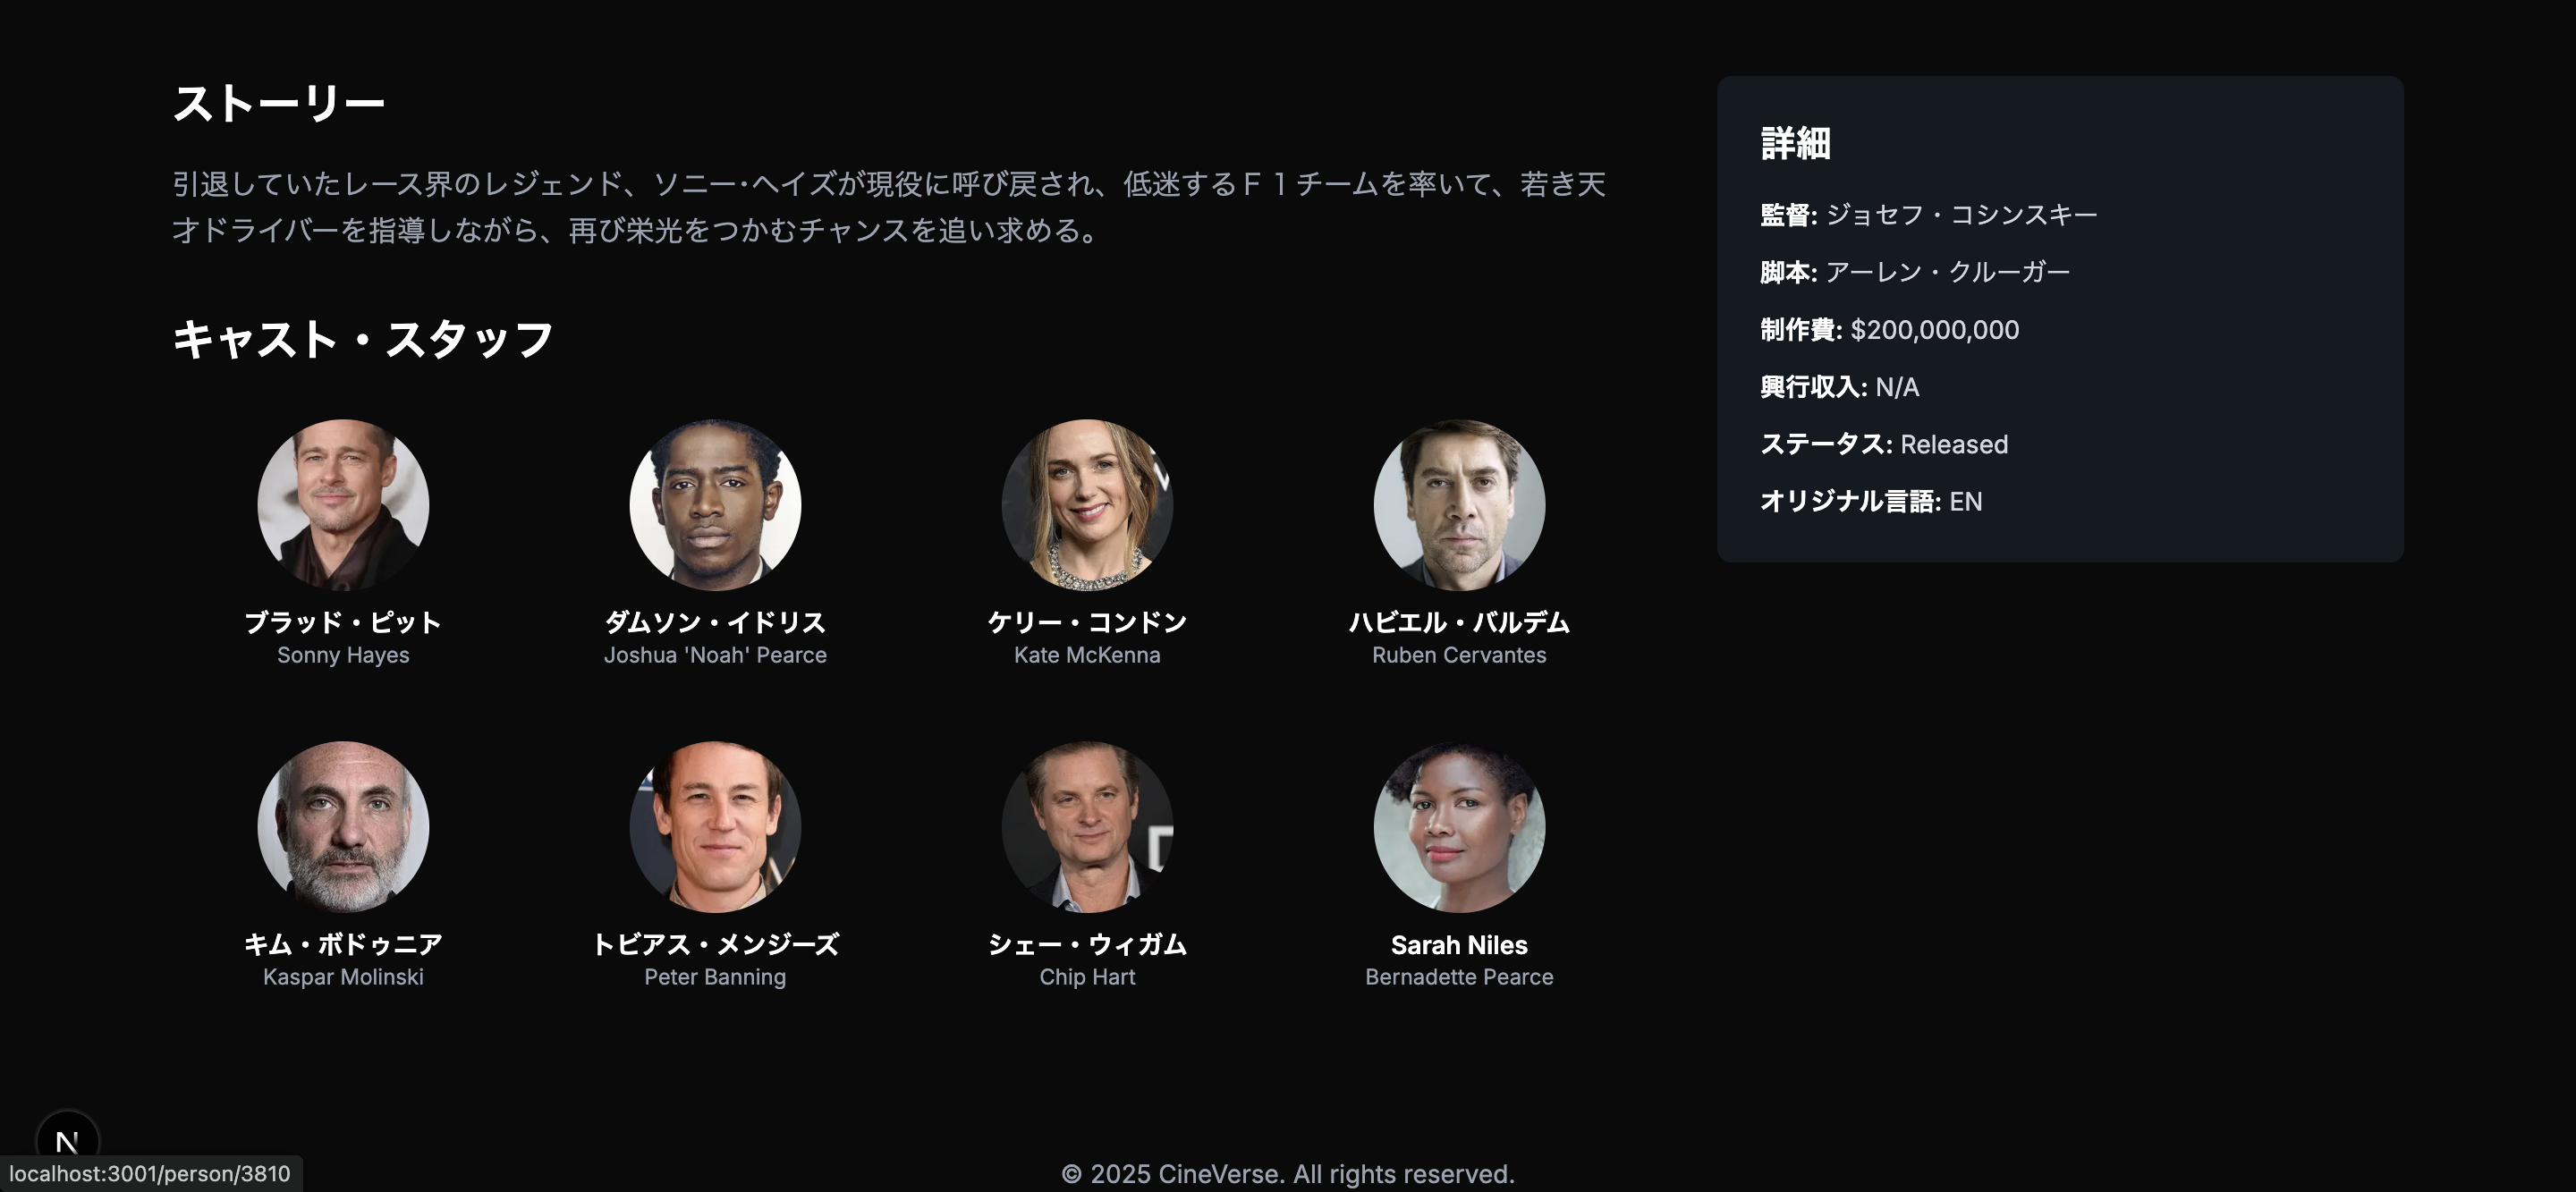 ストーリー
引退していたレース界のレジェンド、ソニー・ヘイズが現役に呼び戻され、低迷するＦ１チームを率いて、若き天
才ドライバーを指導しながら、再び栄光をつかむチャンスを追い求める。
キャスト・スタッフ
ブラッド・ピット
Sonny Hayes
ダムソン・イドリス
Joshua 'Noah' Pearce
ケリー・コンドン
Kate McKenna
ハビエル・バルデム
Ruben Cervantes
キム・ボドゥニア
Kaspar Molinski
トビアス・メンジーズ
Peter Banning
シェー・ウィガム
Chip Hart
Sarah Niles
Bernadette Pearce
詳細
監督: ジョセフ・コシンスキー
脚本: アーレン・クルーガー
制作費: $200,000,000
興行収入: N/A
ステータス: Released
オリジナル言語: EN
N
localhost:3001/person/3810
© 2025 CineVerse. All rights reserved.